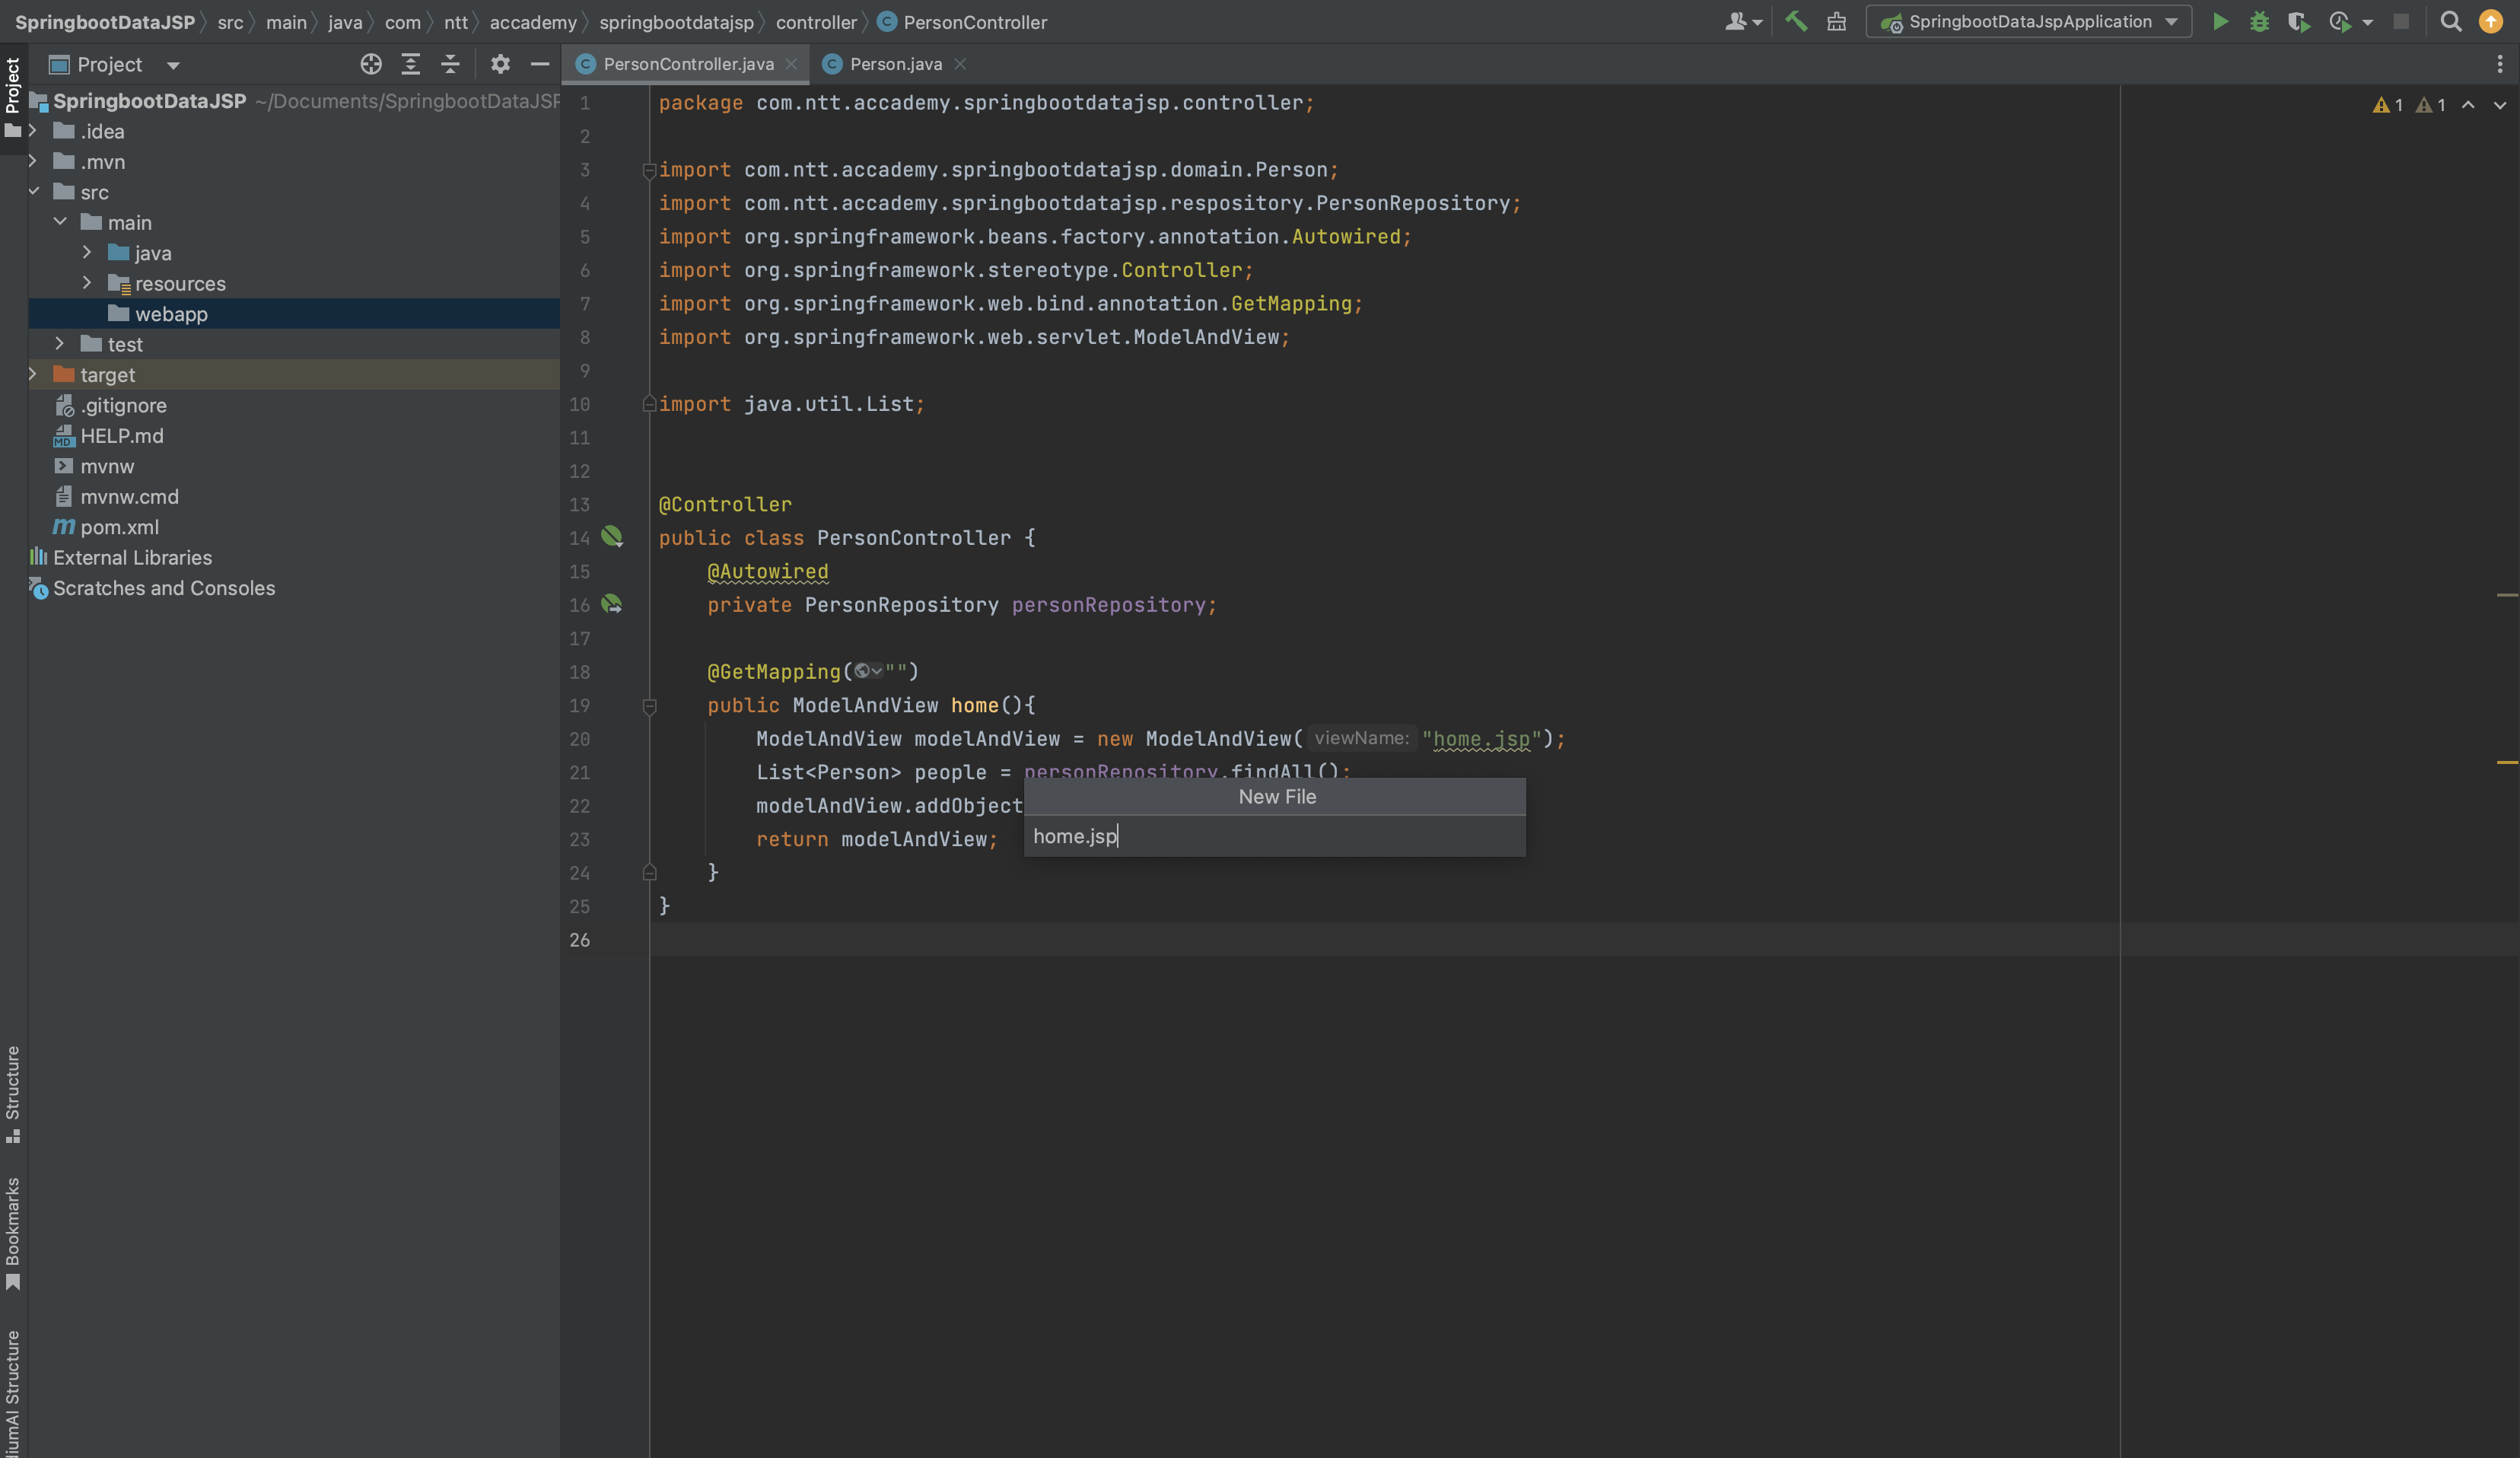 SpringbootDataJSP src main java com ntt accademy springbootdatajsp controller PersonController
SpringbootDataJspApplication
Project
Project
PersonController.java
Person.java
SpringbootDataJSP ~/Documents/SpringbootDataJSP
.idea
.mvn
src
main
java
resources
webapp
test
target
.gitignore
HELP.md
mvnw
mvnw.cmd
pom.xml
External Libraries
Scratches and Consoles
Structure
Bookmarks
Structure
1 1
1 package com.ntt.accademy.springbootdatajsp.controller;
2
3 import com.ntt.accademy.springbootdatajsp.domain.Person;
4 import com.ntt.accademy.springbootdatajsp.respository.PersonRepository;
5 import org.springframework.beans.factory.annotation.Autowired;
6 import org.springframework.stereotype.Controller;
7 import org.springframework.web.bind.annotation.GetMapping;
8 import org.springframework.web.servlet.ModelAndView;
9
10 import java.util.List;
11
12
13 @Controller
14 public class PersonController {
15 @Autowired
16 private PersonRepository personRepository;
17
18 @GetMapping("")
19 public ModelAndView home(){
20 ModelAndView modelAndView = new ModelAndView( viewName: "home.jsp");
21 List<Person> people = personRepository.findAll();
22 modelAndView.addObject
23 return modelAndView;
24 }
25 }
26
New File
home.jsp